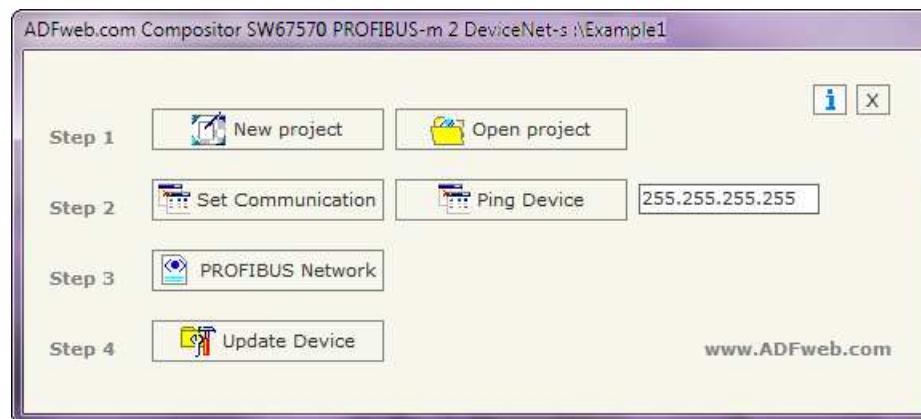 ADFweb.com Compositor SW67570 PROFIBUS-m 2 DeviceNet-s :\Example1
i X
Step 1 New project Open project
Step 2 Set Communication Ping Device 255.255.255.255
Step 3 PROFIBUS Network
Step 4 Update Device
www.ADFweb.com